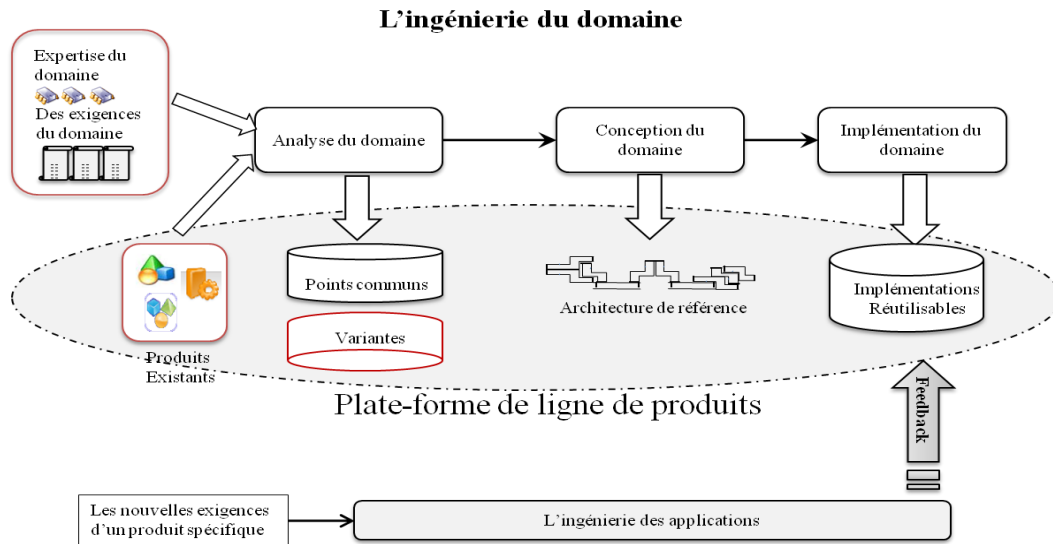 L'ingénierie du domaine
Expertise du
domaine
Des exigences
du domaine
Analyse du domaine
Conception du
domaine
Implémentation du
domaine
Produits
Existants
Points communs
Variantes
Architecture de référence
Implémentations
Réutilisables
Plate-forme de ligne de produits
Feedback
Les nouvelles exigences
d'un produit spécifique
L'ingénierie des applications